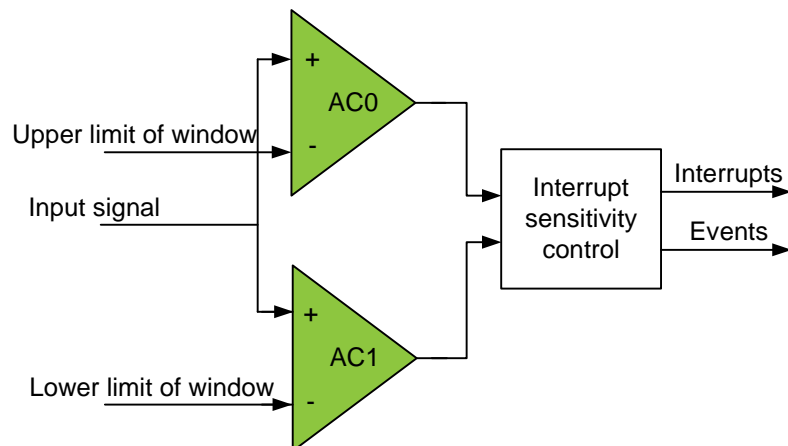 +
AC0
-
Upper limit of window
Input signal
Interrupt
sensitivity
control
Interrupts
Events
+
AC1
-
Lower limit of window